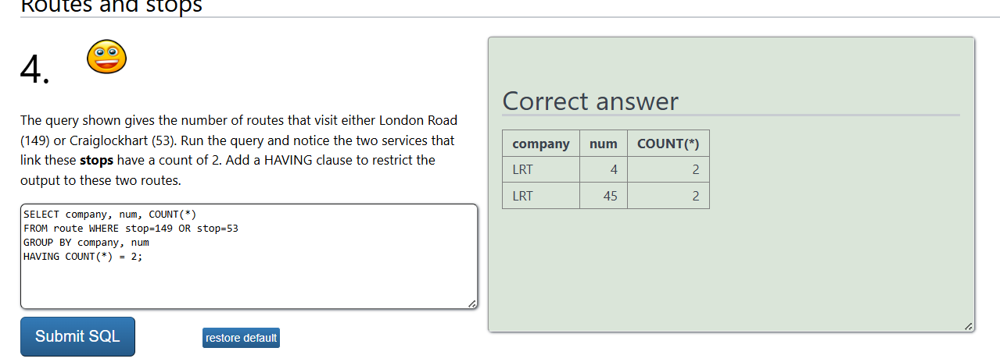 Routes and stops
4.
The query shown gives the number of routes that visit either London Road
(149) or Craiglockhart (53). Run the query and notice the two services that
link these stops have a count of 2. Add a HAVING clause to restrict the
output to these two routes.
SELECT company, num, COUNT(*)
FROM route WHERE stop=149 OR stop=53
GROUP BY company, num
HAVING COUNT(*) = 2;
Submit SQL
restore default
Correct answer
company num COUNT(*)
LRT 4 2
LRT 45 2